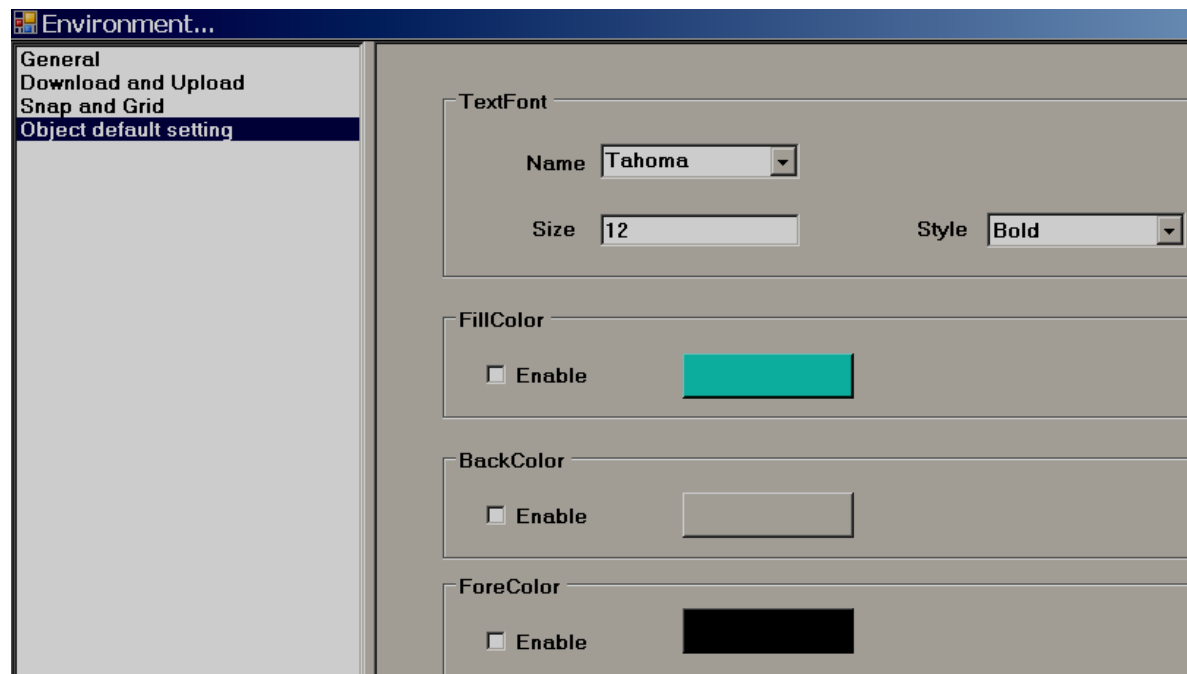 Environment...
General
Download and Upload
Snap and Grid
Object default setting
TextFont
Name Tahoma
Size 12 Style Bold
FillColor
Enable
BackColor
Enable
ForeColor
Enable